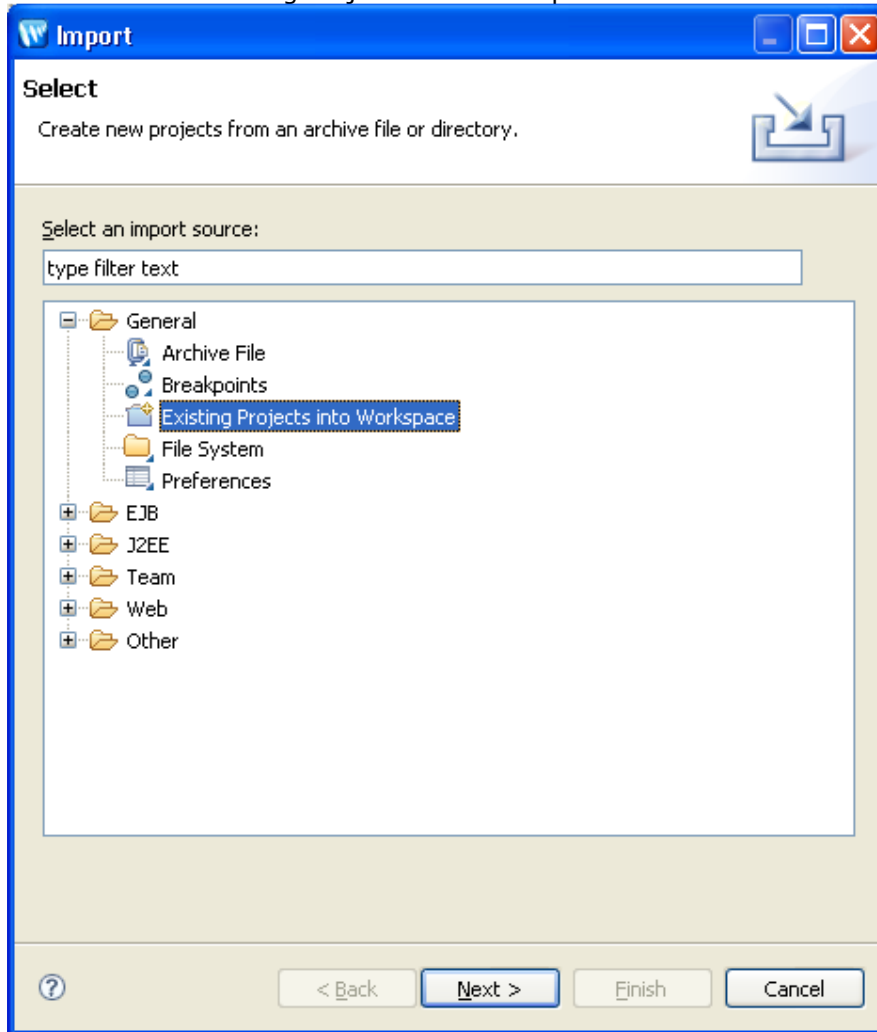 Import
Select
Create new projects from an archive file or directory.
Select an import source:
type filter text
General
Archive File
Breakpoints
Existing Projects into Workspace
File System
Preferences
EJB
J2EE
Team
Web
Other
< Back Next > Finish Cancel